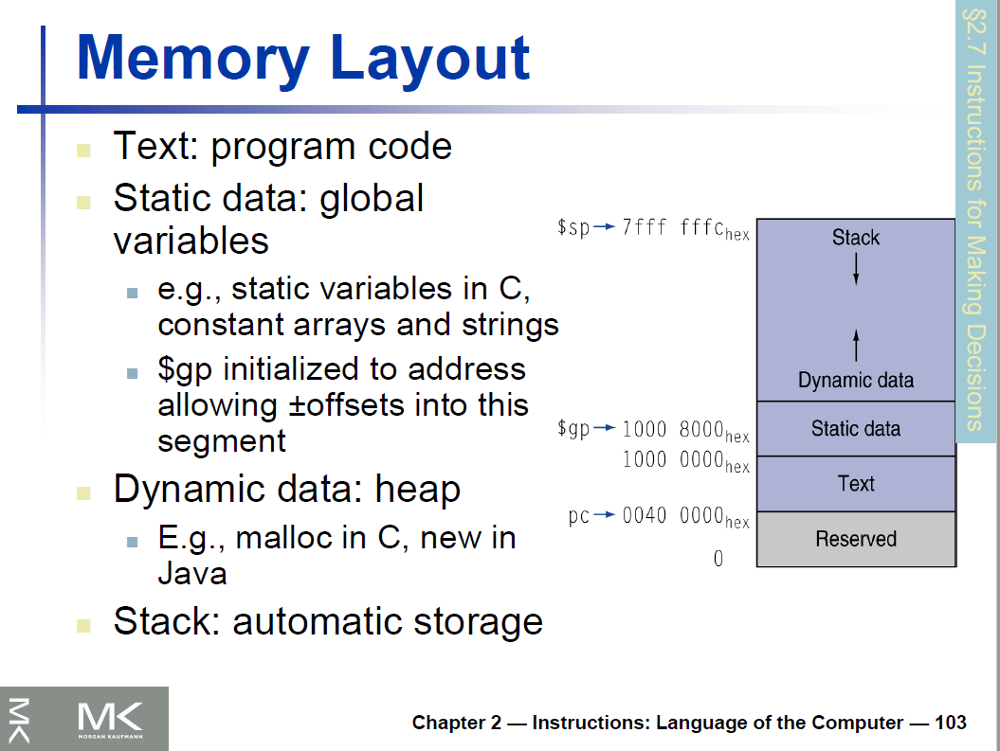 Memory Layout
§2.7 Instructions for Making Decisions
Text: program code
Static data: global
variables
e.g., static variables in C,
constant arrays and strings
$gp initialized to address
allowing ±offsets into this
segment
Dynamic data: heap
E.g., malloc in C, new in
Java
Stack: automatic storage
$sp 7fff fffc hex
Stack
Dynamic data
$gp 1000 8000 hex
Static data
1000 0000 hex
Text
pc 0040 0000 hex
Reserved
0
MK
MK
MORGAN KAUFMANN
Chapter 2 — Instructions: Language of the Computer — 103